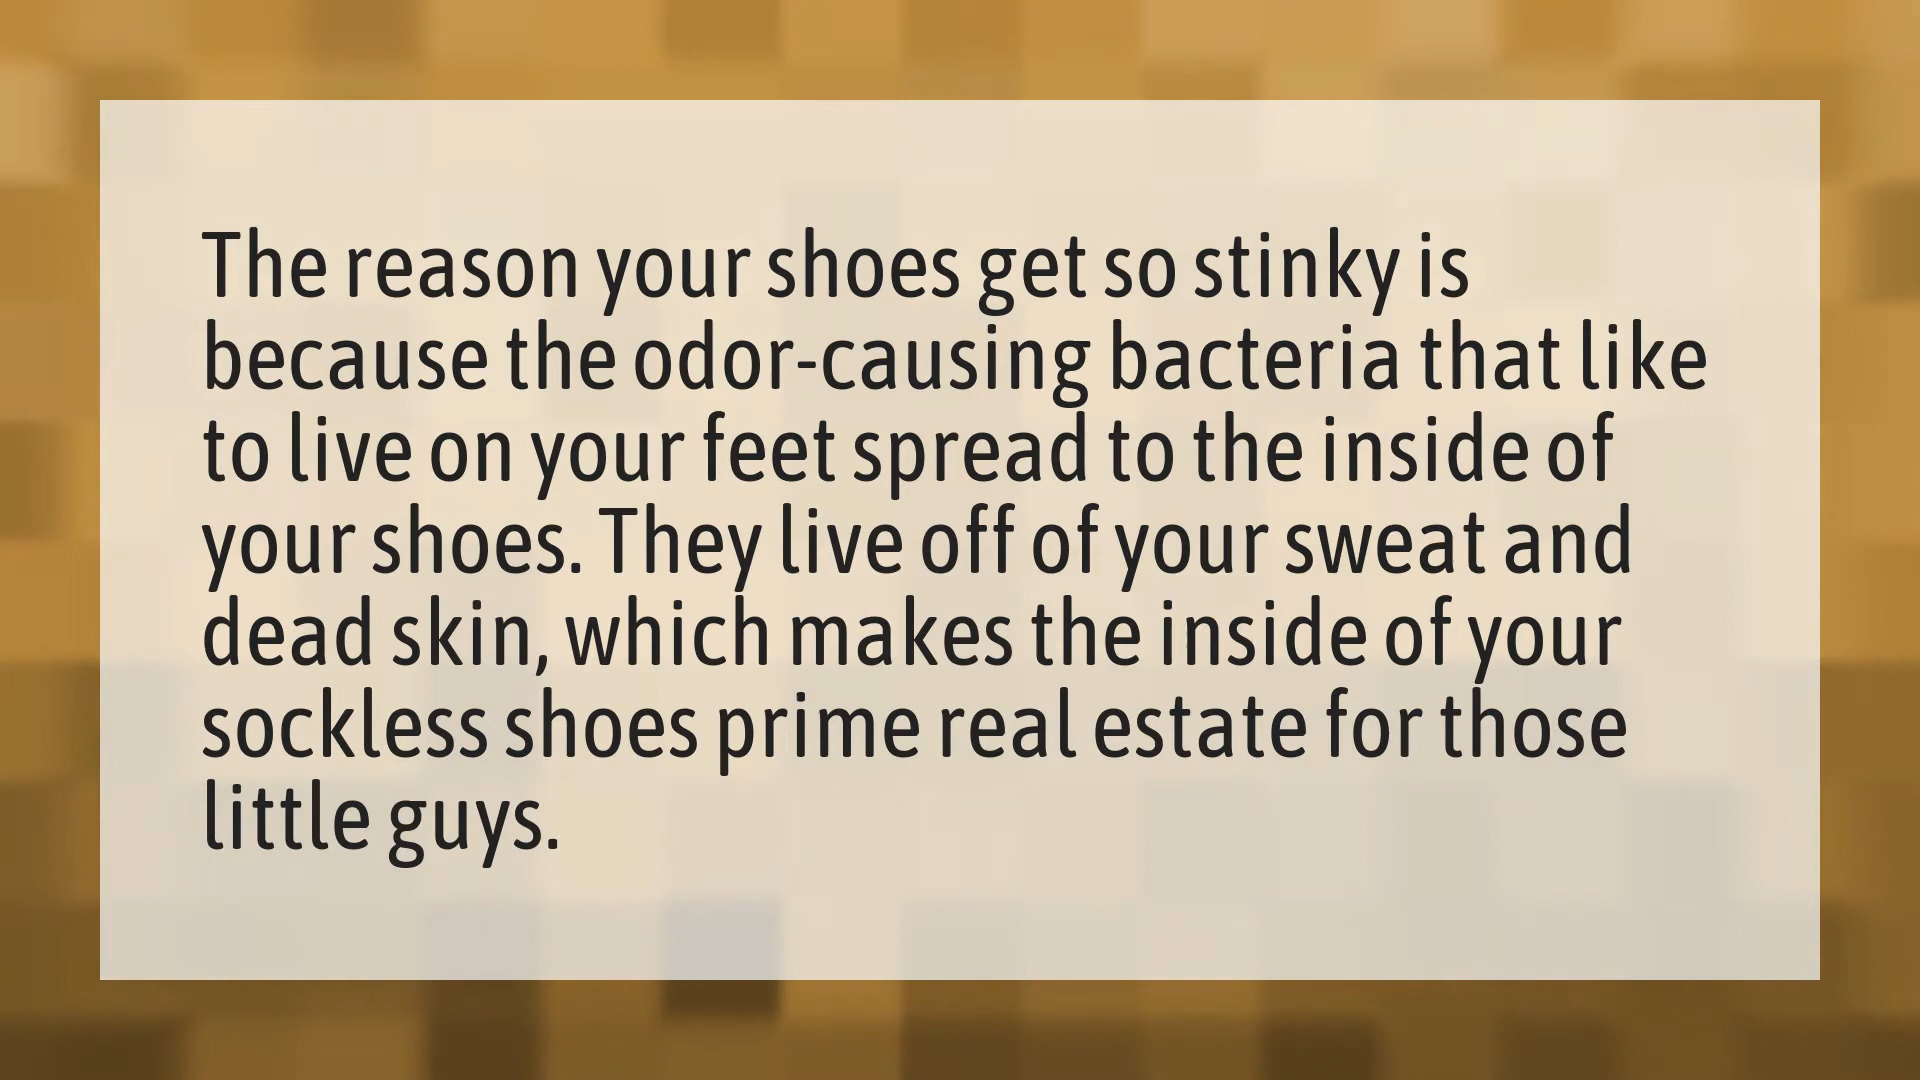 The reason your shoes get so stinky is
because the odor-causing bacteria that like
to live on your feet spread to the inside of
your shoes. They live off of your sweat and
dead skin, which makes the inside of your
sockless shoes prime real estate for those
little guys.